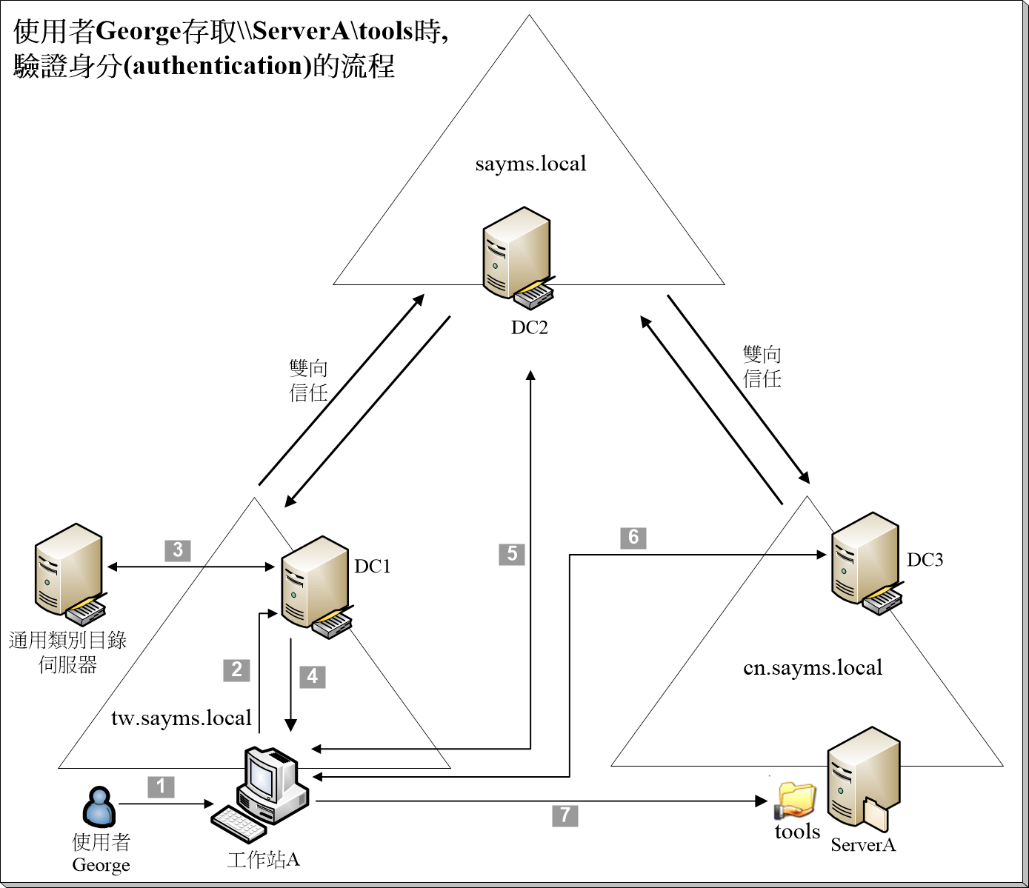 使用者George存取\\ServerA\tools時,
驗證身分(authentication)的流程
sayms.local
DC2
雙向
信任
雙向
信任
3
DC1
5
6
DC3
通用類別目錄
伺服器
2
4
cn.sayms.local
tw.sayms.local
1
7
tools
使用者
George
工作站A
ServerA